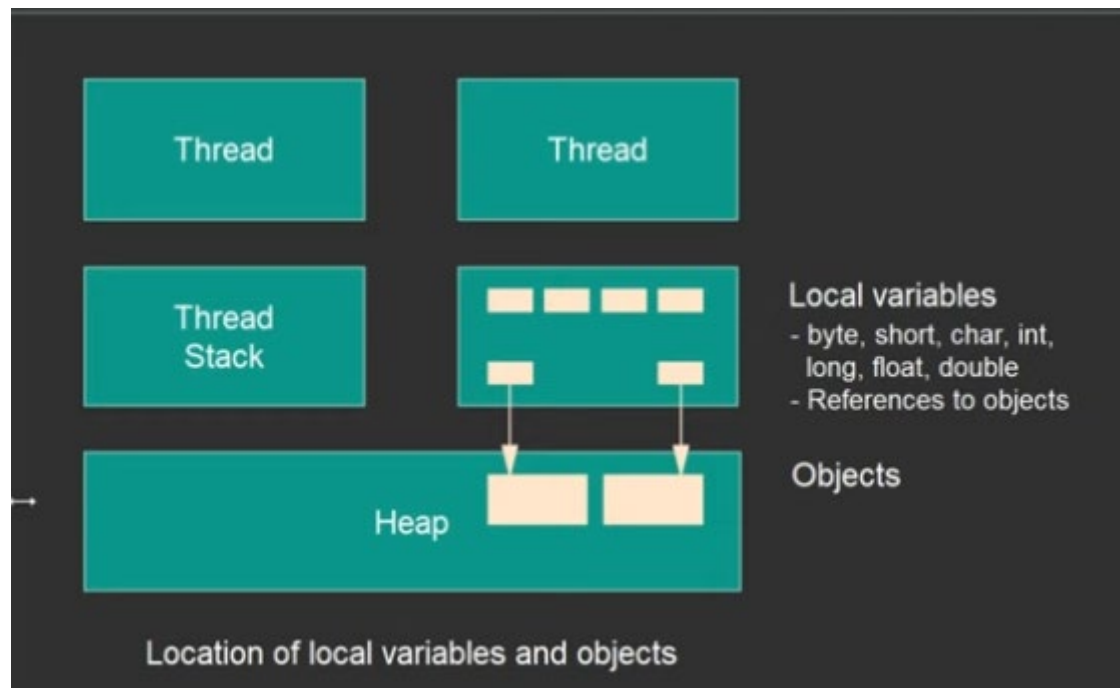 Thread
Thread
Thread
Stack
Local variables
- byte, short, char, int,
long, float, double
- References to objects
Heap
Objects
Location of local variables and objects